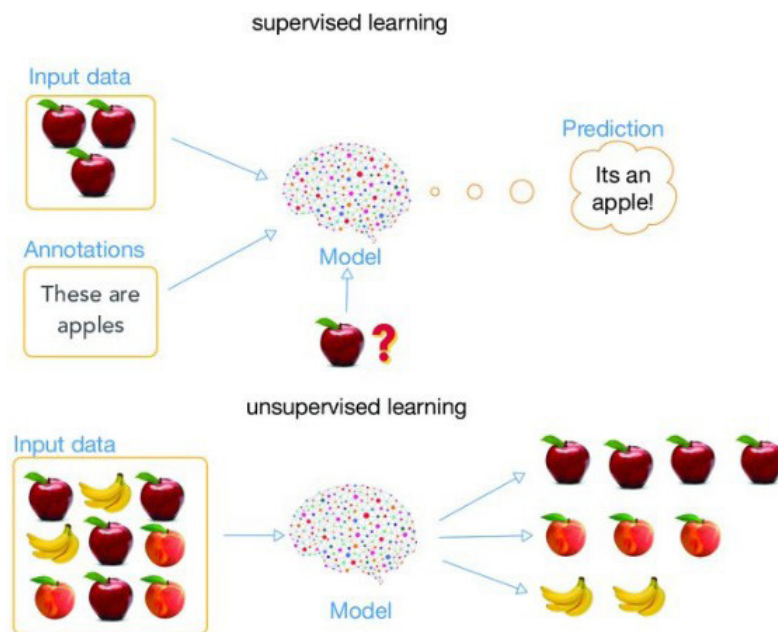 supervised learning
Input data
Prediction
Its an
apple!
Annotations
Model
These are
apples
?
unsupervised learning
Input data
Model